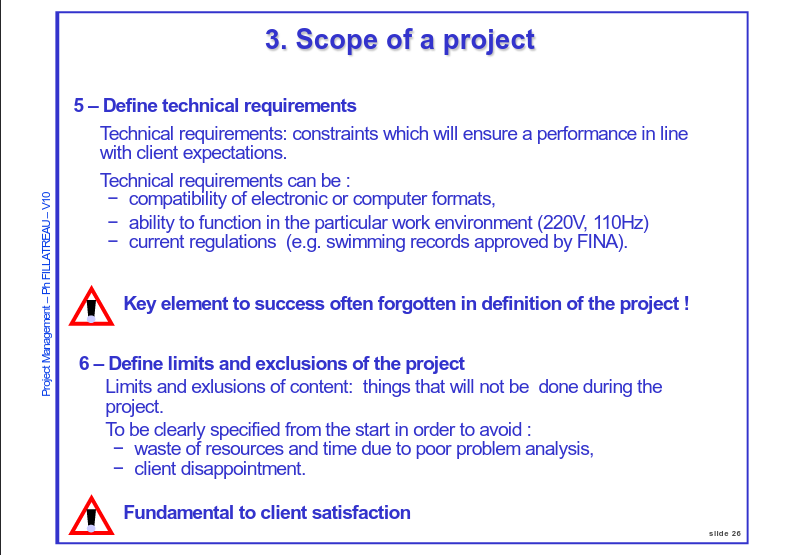 3. Scope of a project
5 – Define technical requirements
Technical requirements: constraints which will ensure a performance in line
with client expectations.
Technical requirements can be :
− compatibility of electronic or computer formats,
− ability to function in the particular work environment (220V, 110Hz)
− current regulations  (e.g. swimming records approved by FINA).
Key element to success often forgotten in definition of the project !
6 – Define limits and exclusions of the project
Limits and exlusions of content:  things that will not be  done during the
project.
To be clearly specified from the start in order to avoid :
− waste of resources and time due to poor problem analysis,
− client disappointment.
Fundamental to client satisfaction
slide 26
Project Management – Ph FILLATREAU – V10